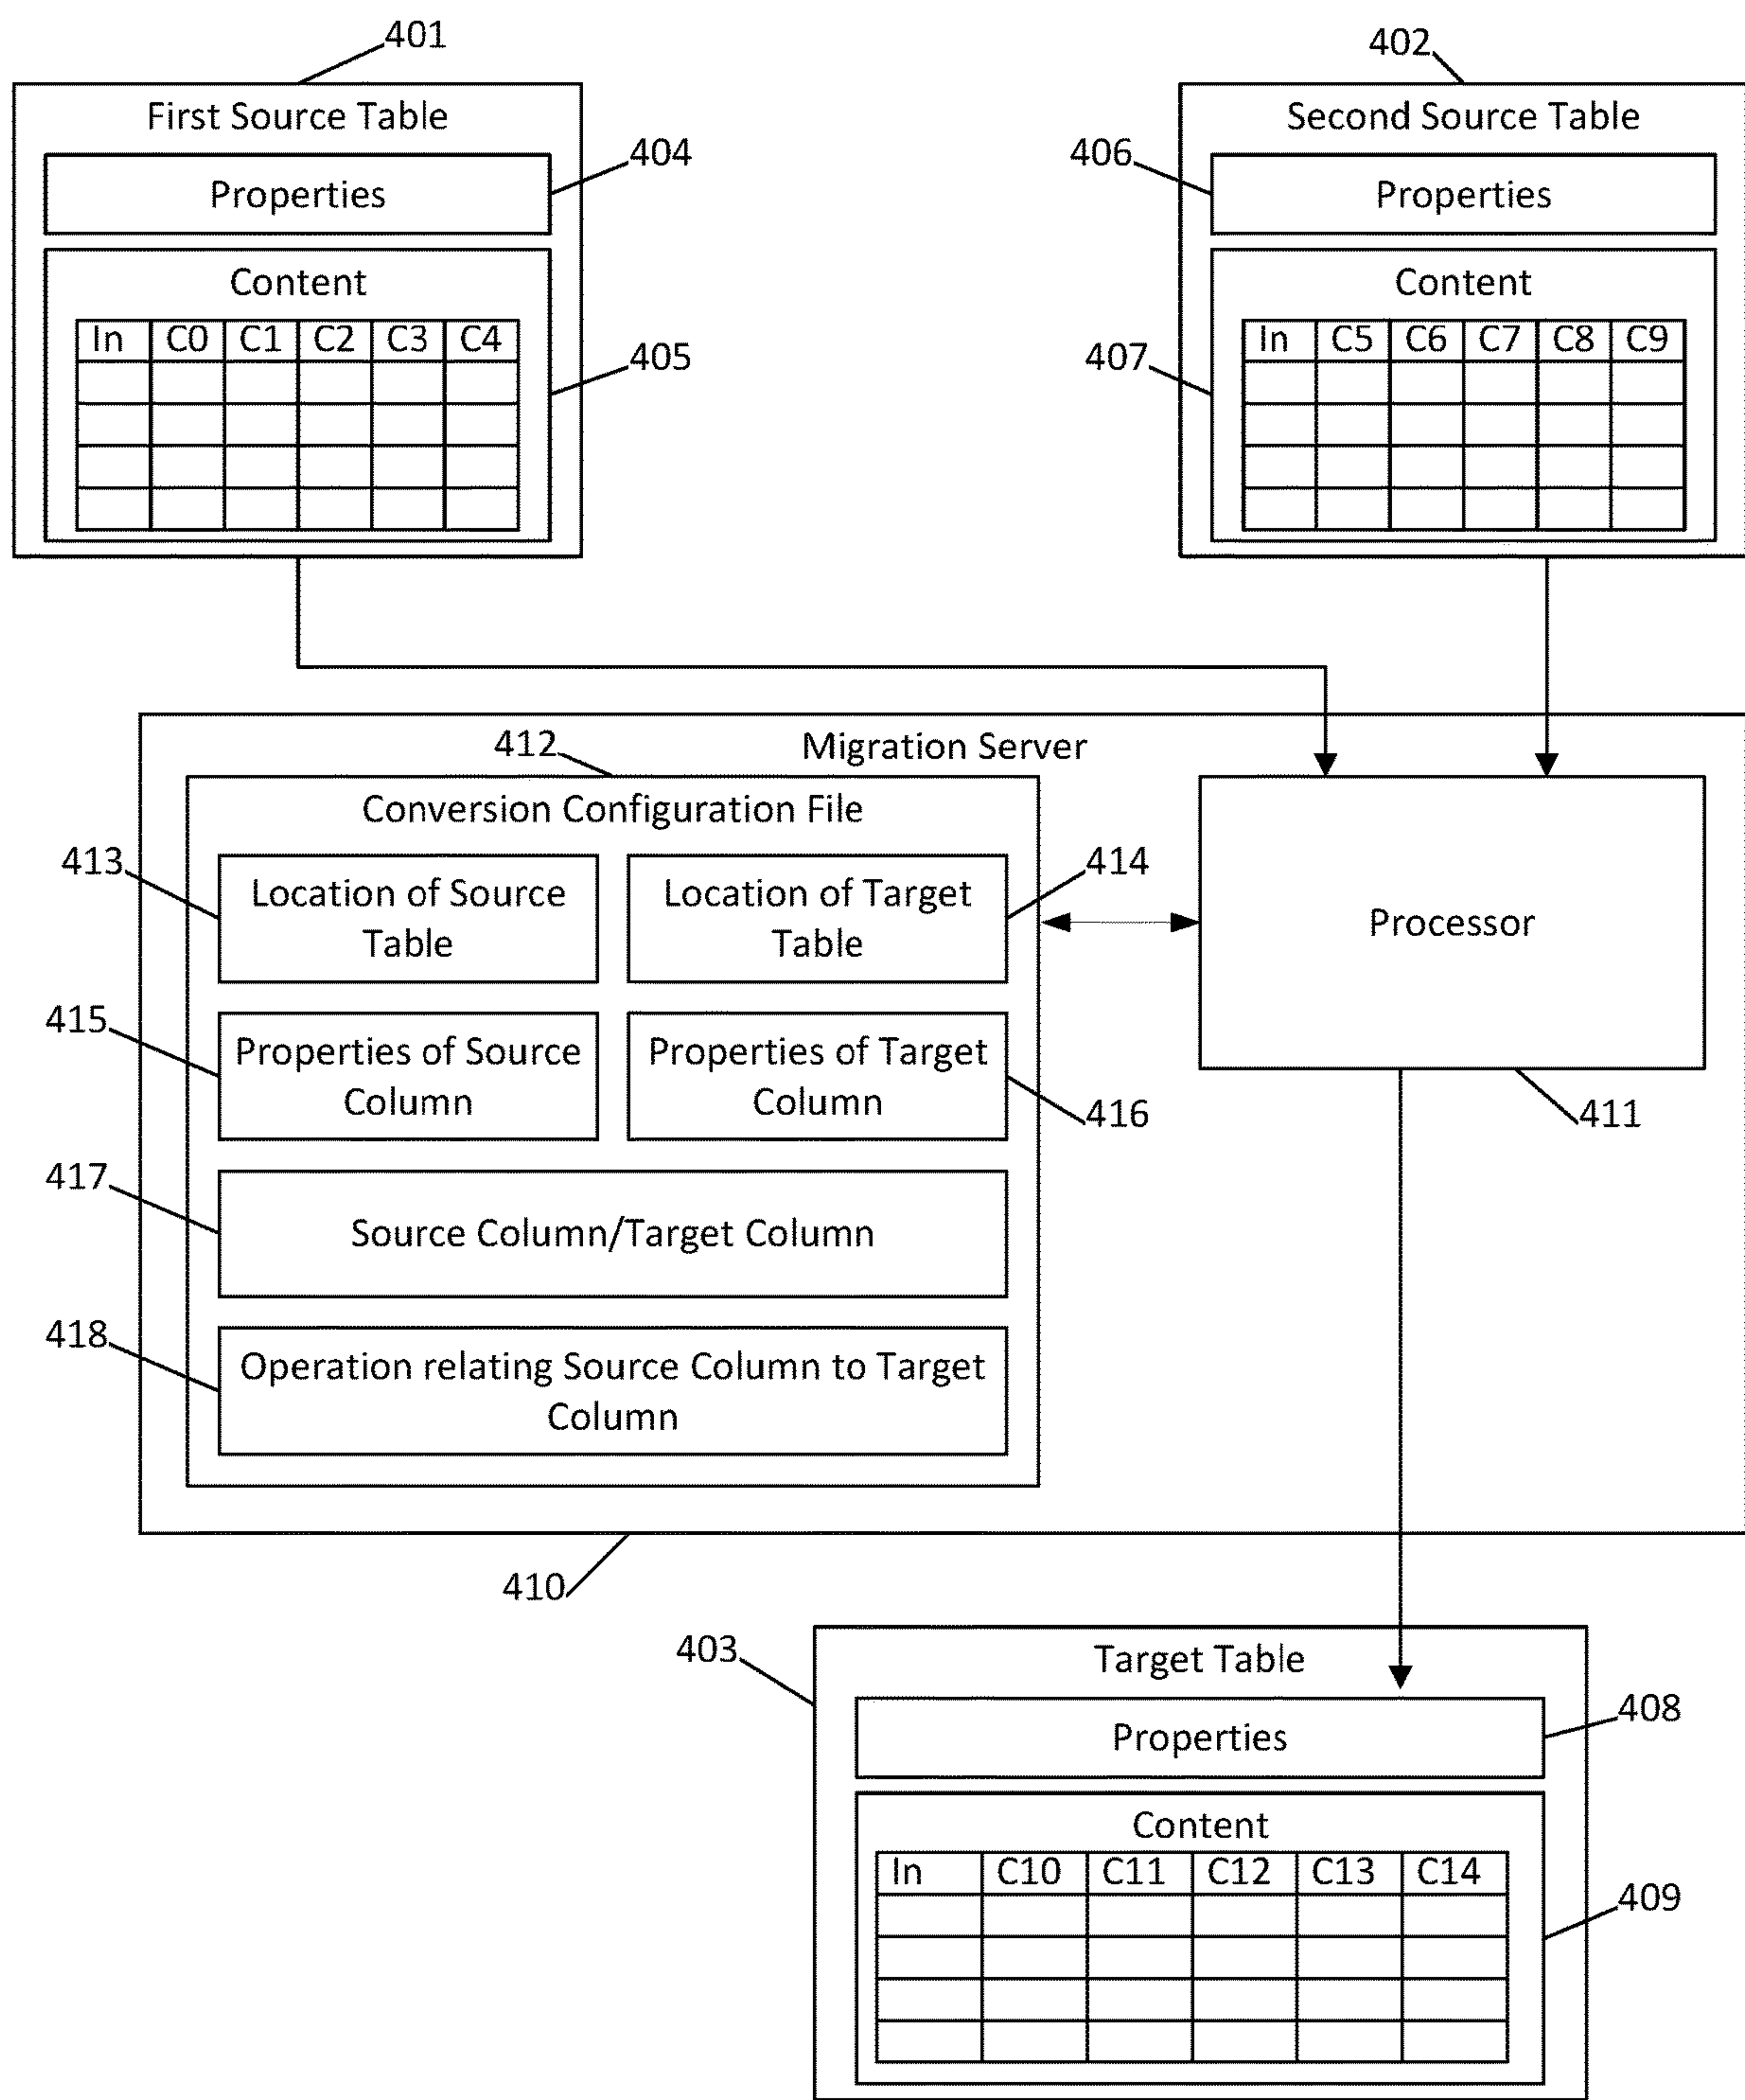 401
402
First Source Table
Second Source Table
404
406
Properties
Properties
Content
Content
In C0 C1 C2 C3 C4
In C5 C6 C7 C8 C9
405
407
412
Migration Server
Conversion Configuration File
413
414
Location of Source
Table
Location of Target
Table
Processor
415
Properties of Source
Column
Properties of Target
Column
416
411
417
Source Column/Target Column
418
Operation relating Source Column to Target
Column
410
403
Target Table
408
Properties
Content
In C10 C11 C12 C13 C14
409